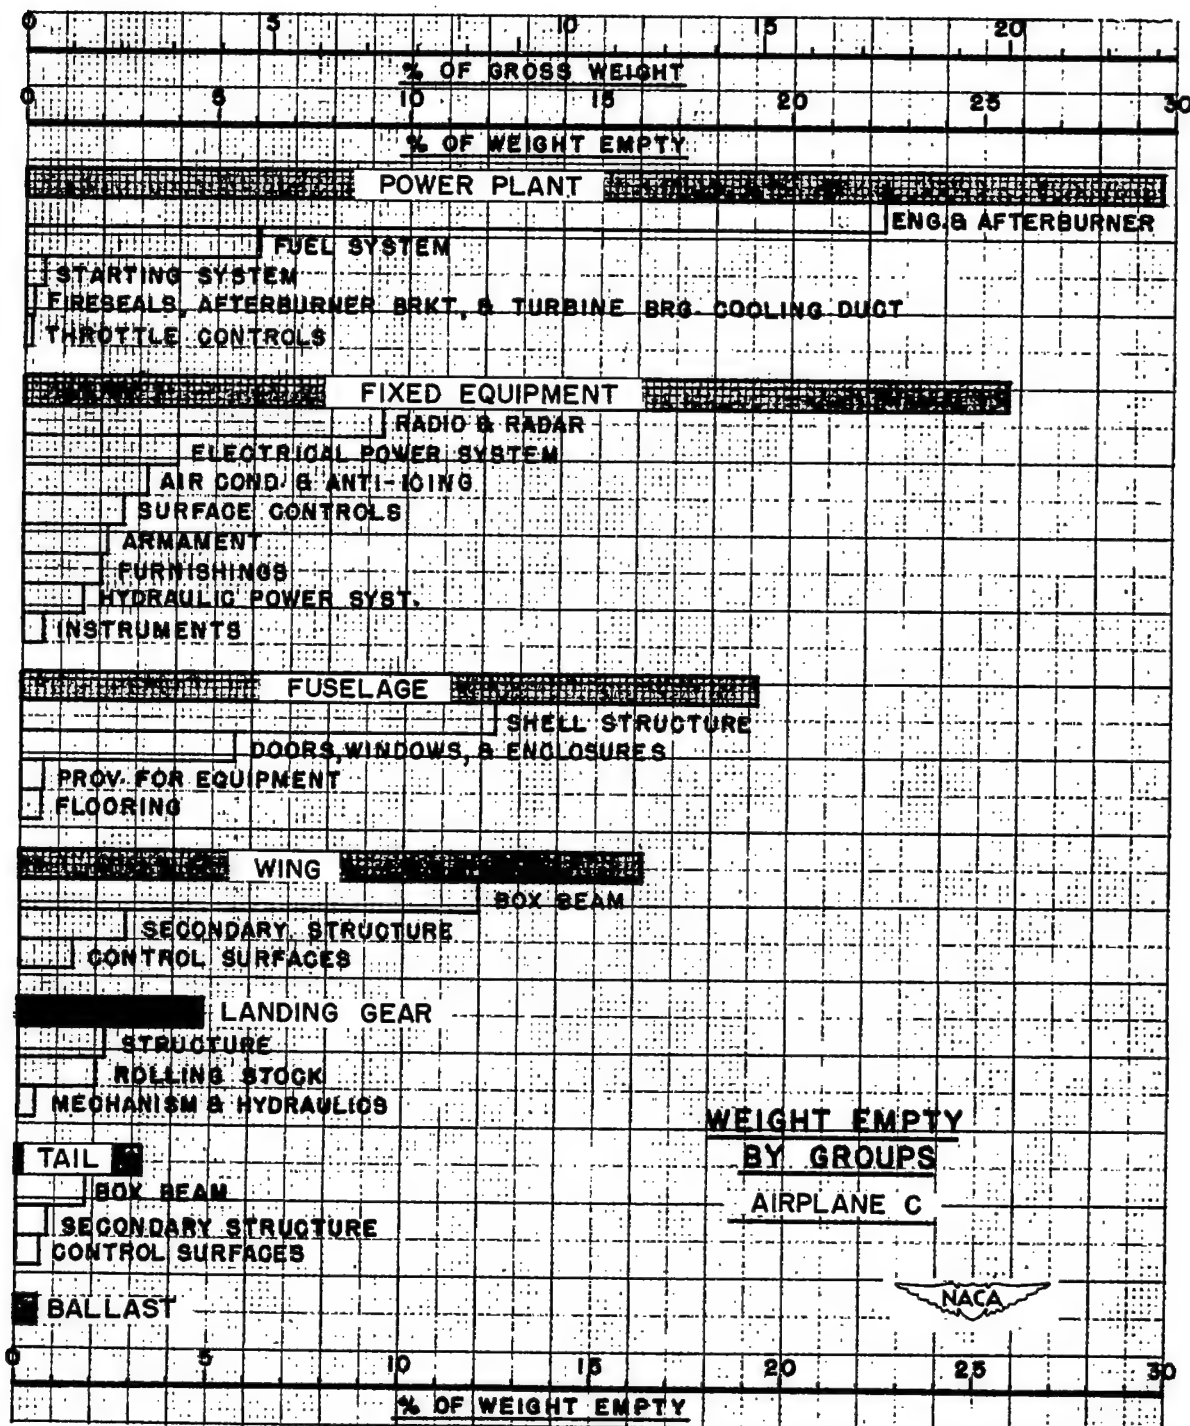 0 5 10 15 20
% OF GROSS WEIGHT
0 5 10 15 20 25 30
% OF WEIGHT EMPTY
POWER PLANT
ENG. & AFTERBURNER
FUEL SYSTEM
STARTING SYSTEM
FIRESEALS, AFTERBURNER BRKT., & TURBINE BRG. COOLING DUCT
THROTTLE CONTROLS
FIXED EQUIPMENT
RADIO & RADAR
ELECTRICAL POWER SYSTEM
AIR COND. & ANTI-ICING
SURFACE CONTROLS
ARMAMENT
FURNISHINGS
HYDRAULIC POWER SYST.
INSTRUMENTS
FUSELAGE
SHELL STRUCTURE
DOORS, WINDOWS, & ENCLOSURES
PROV. FOR EQUIPMENT
FLOORING
WING
BOX BEAM
SECONDARY STRUCTURE
CONTROL SURFACES
LANDING GEAR
STRUCTURE
ROLLING STOCK
MECHANISM & HYDRAULICS
TAIL
BOX BEAM
SECONDARY STRUCTURE
CONTROL SURFACES
BALLAST
WEIGHT EMPTY
BY GROUPS
AIRPLANE C
NACA
0 5 10 15 20 25 30
% OF WEIGHT EMPTY